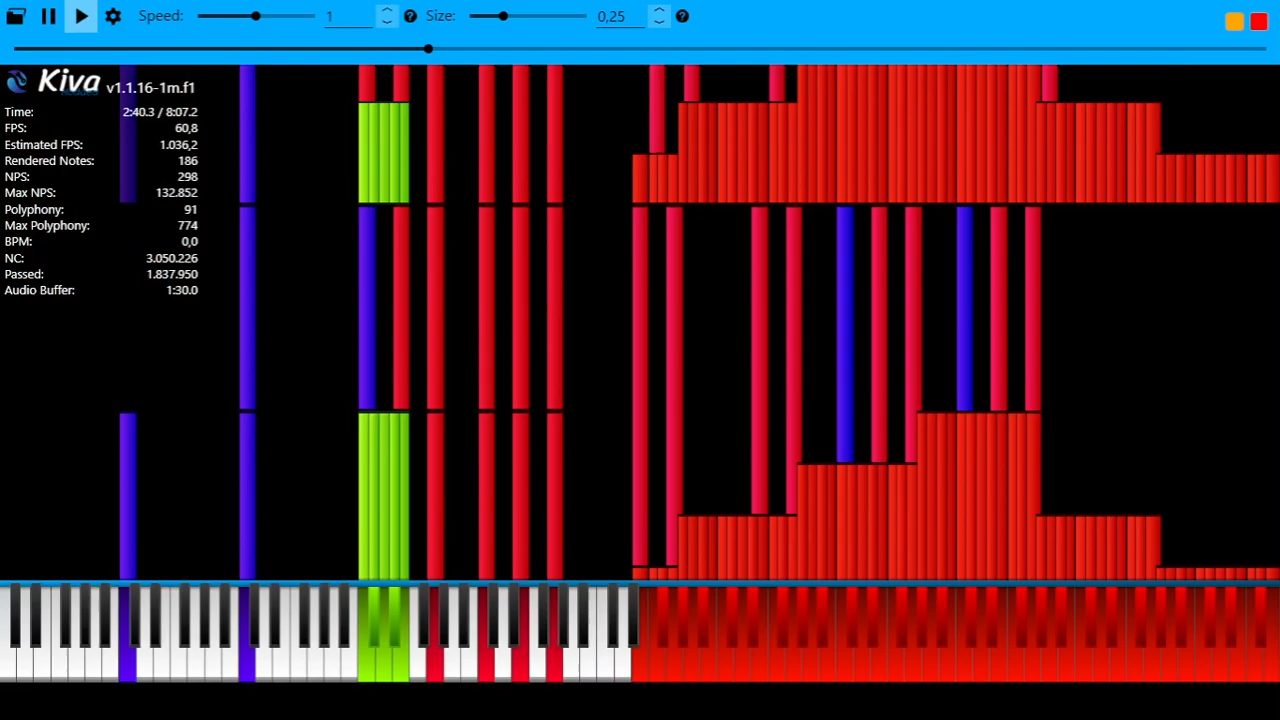 Speed: 1 Size: 0,25
Kiva v1.1.16-1m.f1
Time: 2:40.3 / 8:07.2
FPS: 60,8
Estimated FPS: 1.036,2
Rendered Notes: 186
NPS: 298
Max NPS: 132.852
Polyphony: 91
Max Polyphony: 774
BPM: 0,0
NC: 3.050.226
Passed: 1.837.950
Audio Buffer: 1:30.0